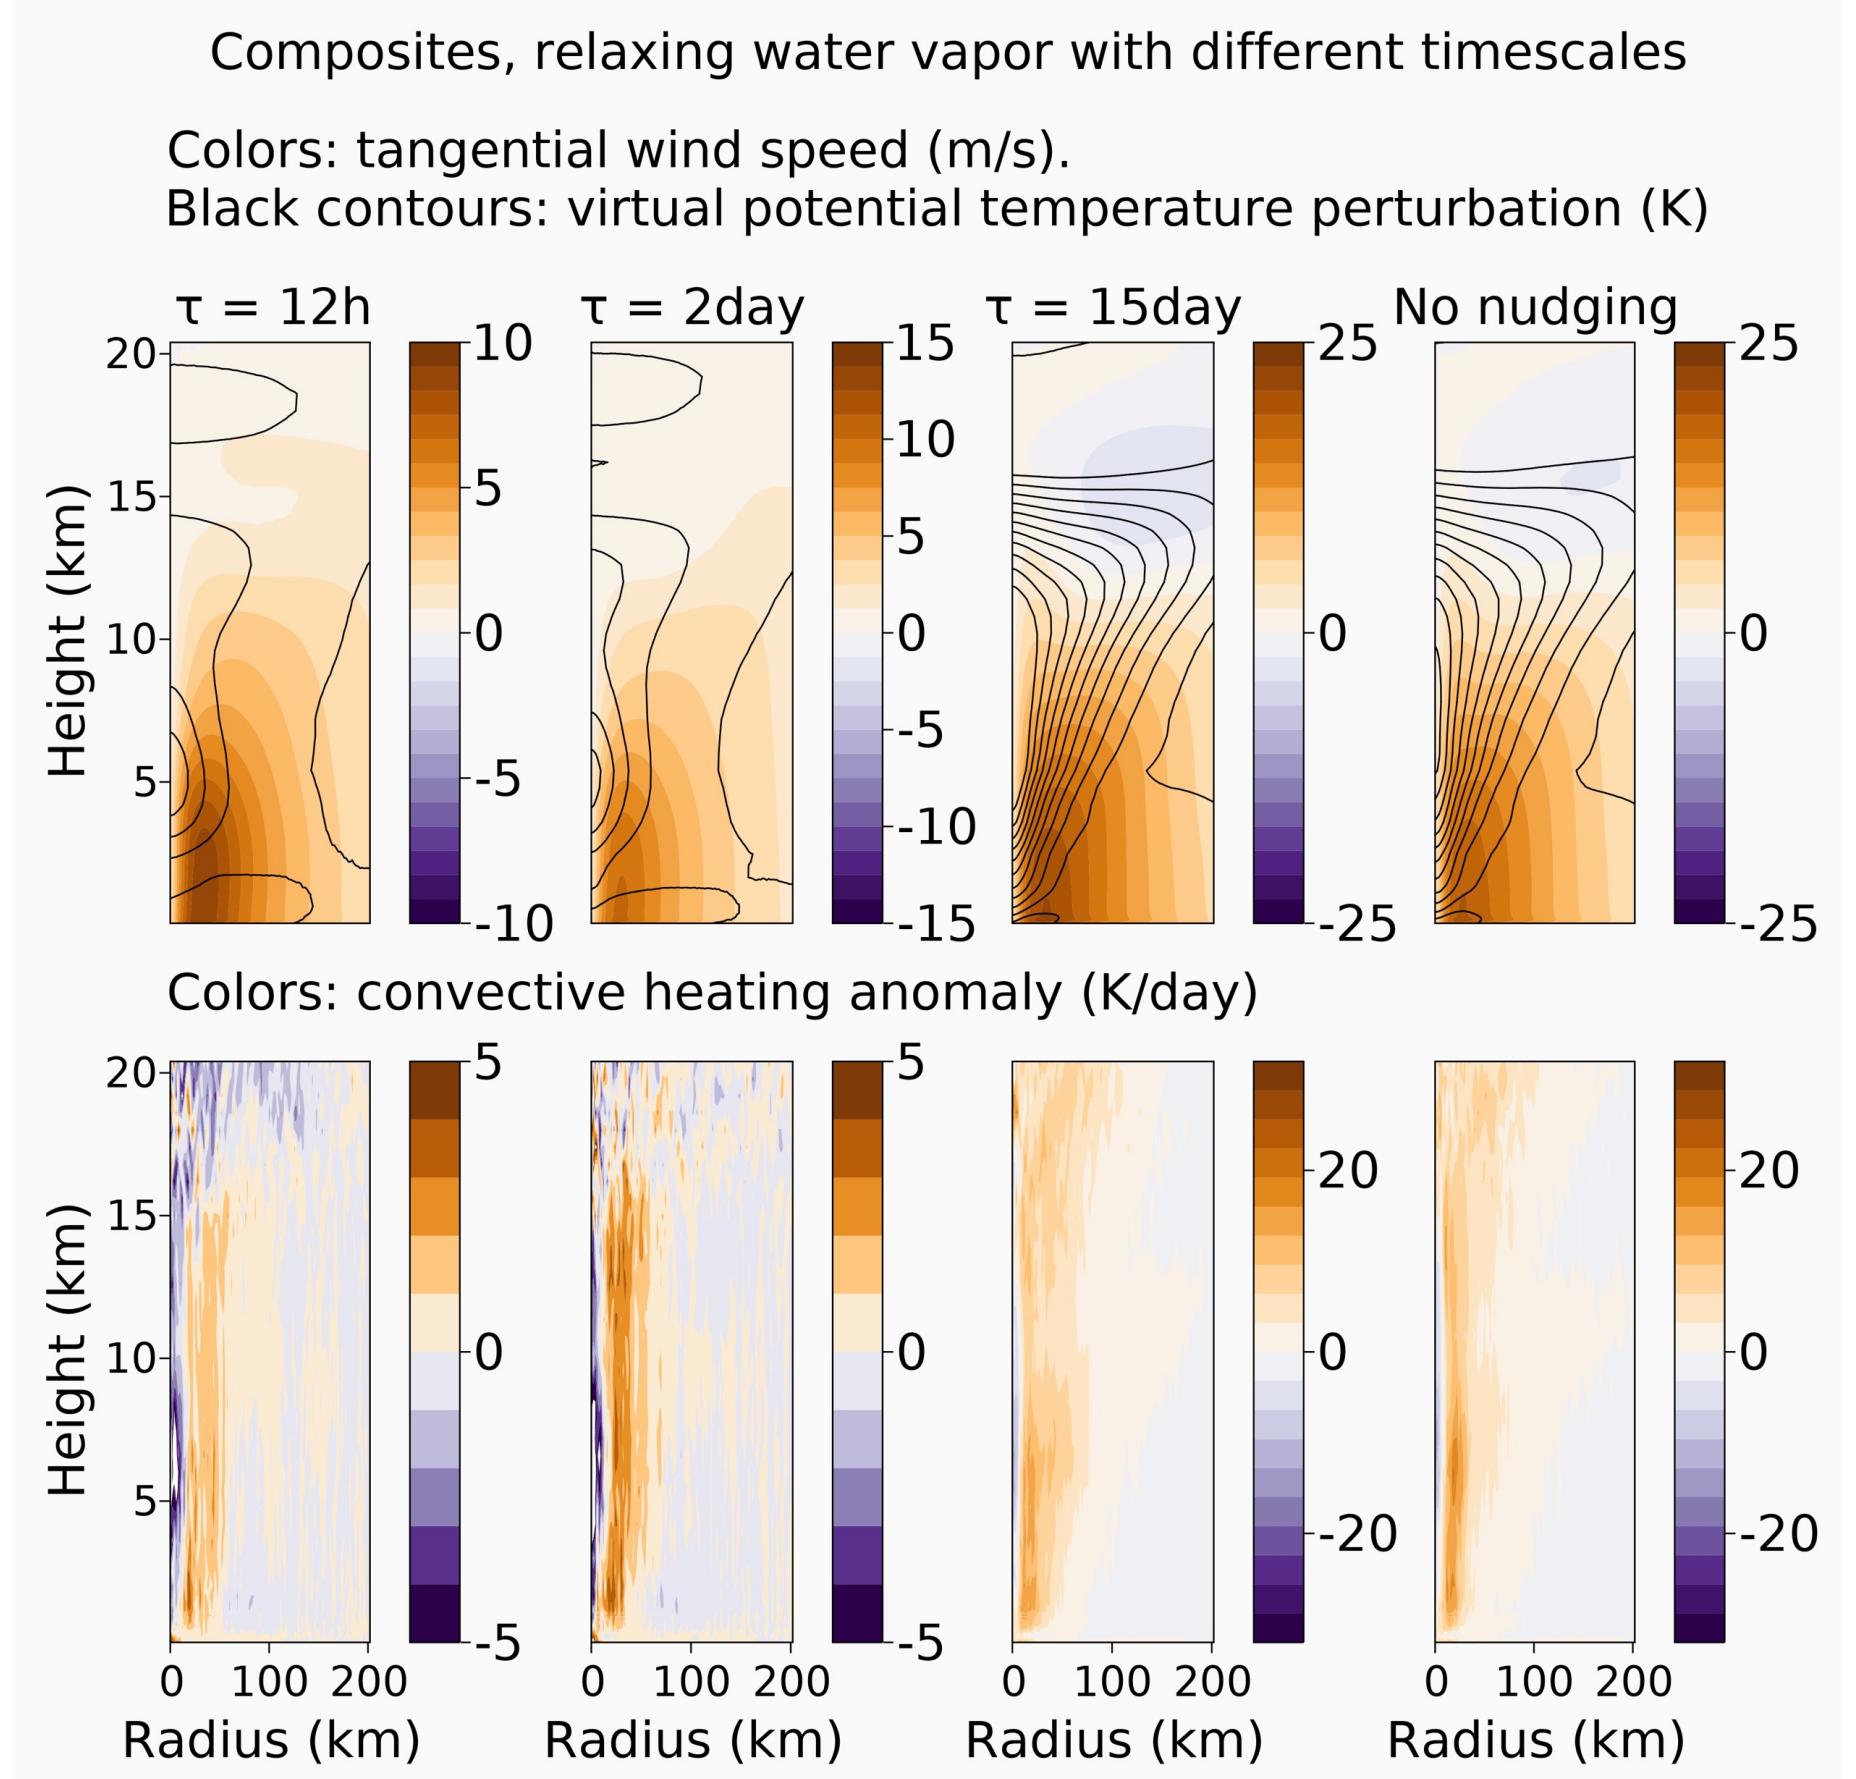 Composites, relaxing water vapor with different timescales
Colors: tangential wind speed (m/s).
Black contours: virtual potential temperature perturbation (K)
τ = 12h
τ = 2day
τ = 15day
No nudging
Height (km)
20
15
10
5
10
5
0
-5
-10
15
10
5
0
-5
-10
-15
25
0
-25
25
0
-25
Colors: convective heating anomaly (K/day)
Height (km)
20
15
10
5
5
0
-5
5
0
-5
20
0
-20
20
0
-20
0 100 200
0 100 200
0 100 200
0 100 200
Radius (km)
Radius (km)
Radius (km)
Radius (km)